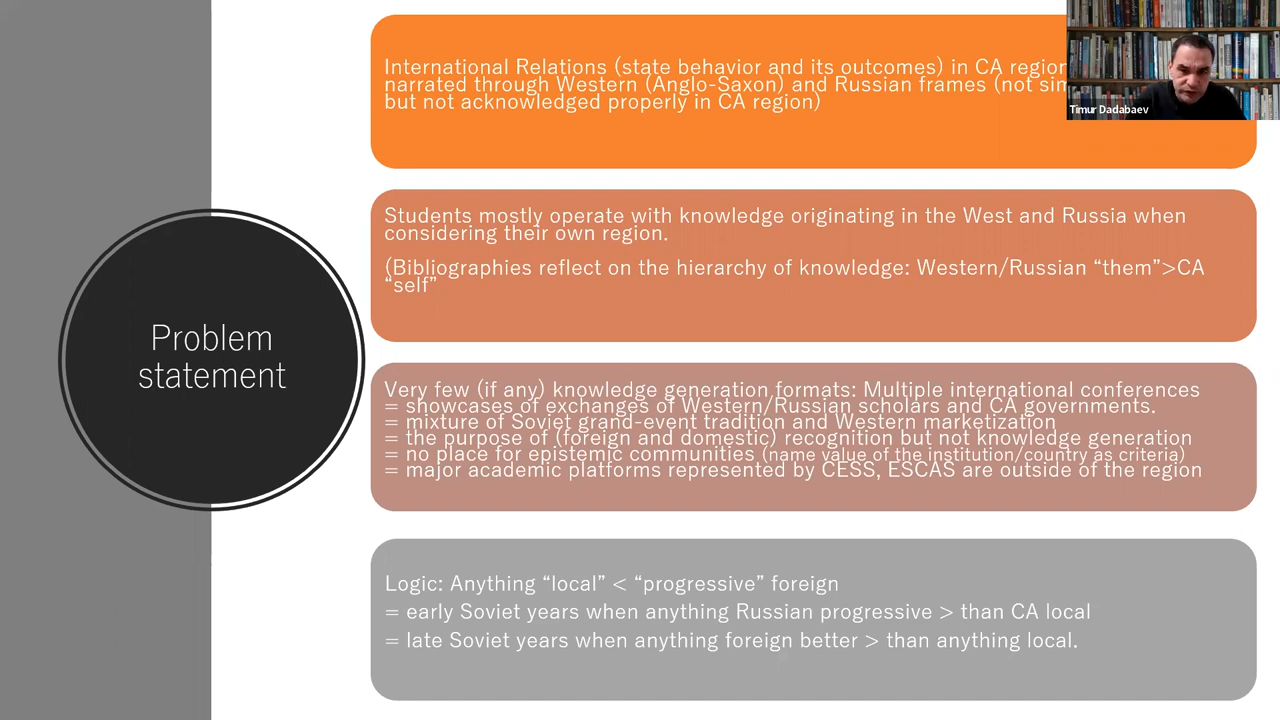 Problem
statement
International Relations (state behavior and its outcomes) in CA region
narrated through Western (Anglo-Saxon) and Russian frames (not
but not acknowledged properly in CA region)
Students mostly operate with knowledge originating in the West and Russia when
considering their own region.
(Bibliographies reflect on the hierarchy of knowledge: Western/Russian “them”>CA
“self”
Very few (if any) knowledge generation formats: Multiple international conferences
= showcases of exchanges of Western/Russian scholars and CA governments.
= mixture of Soviet grand-event tradition and Western marketization
= the purpose of (foreign and domestic) recognition but not knowledge generation
= no place for epistemic communities (name value of the institution/country as criteria)
= major academic platforms represented by CESS, ESCAS are outside of the region
Logic: Anything “local” < “progressive” foreign
= early Soviet years when anything Russian progressive > than CA local
= late Soviet years when anything foreign better > than anything local.
Timur Dadabaev